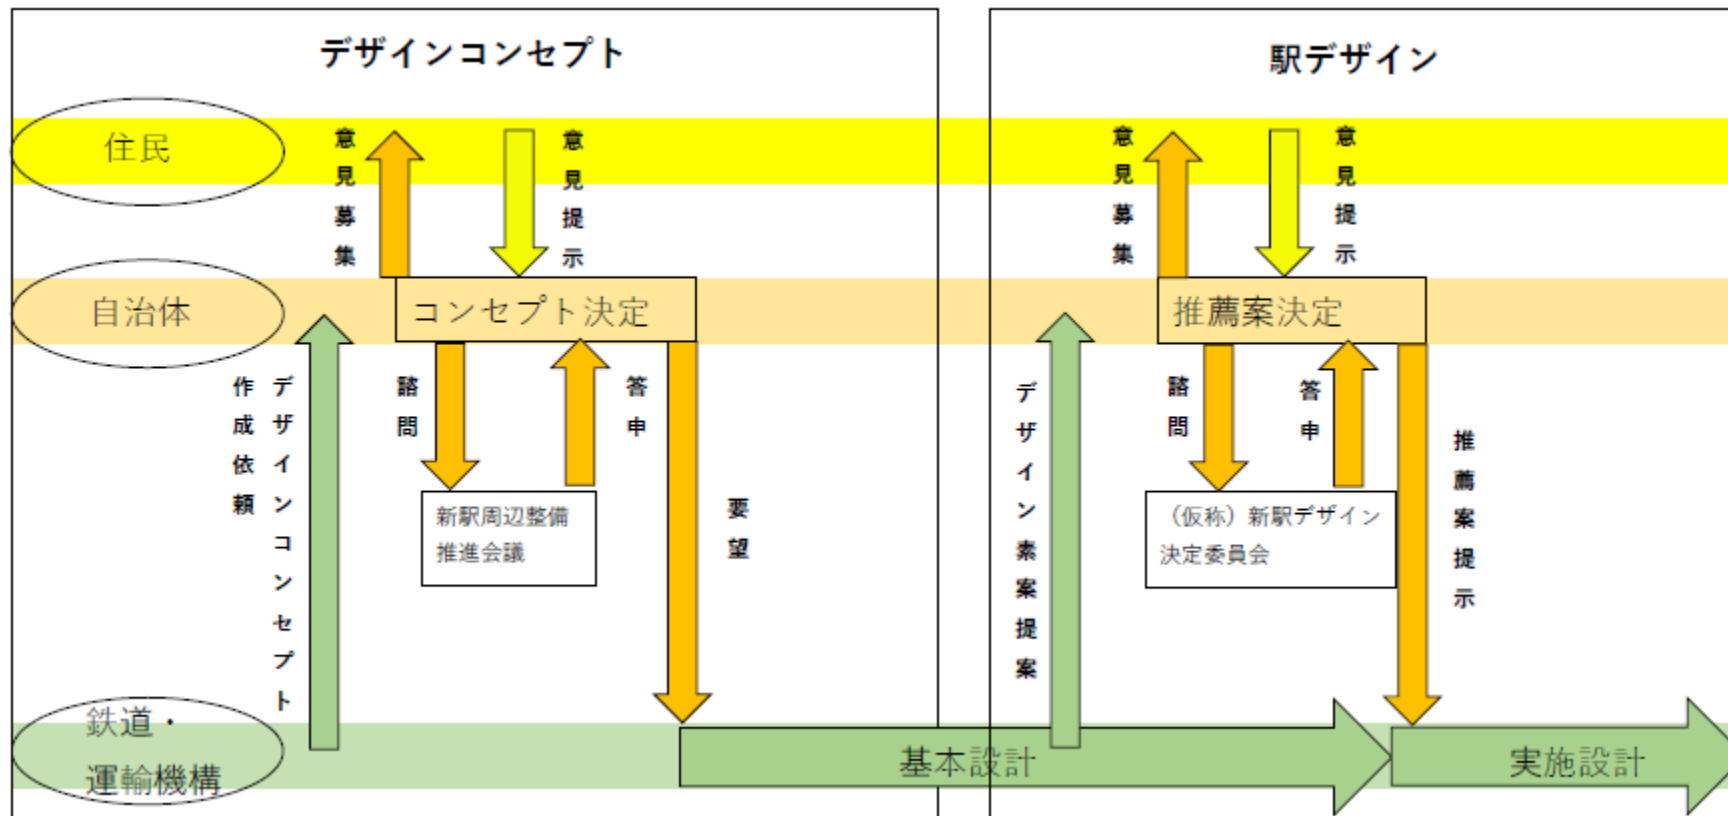 デザインコンセプト
駅デザイン
住民
意見募集
意見提示
意見募集
意見提示
自治体
コンセプト決定
推薦案決定
デザインコンセプト
作成依頼
諮問
答申
要望
デザイン素案提案
諮問
答申
推薦案提示
新駅周辺整備
推進会議
(仮称)新駅デザイン
決定委員会
鉄道・
運輸機構
基本設計
実施設計